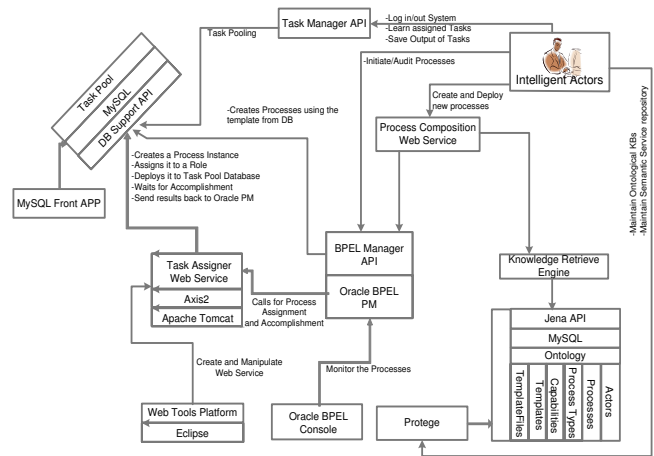 Task Manager API
-Log in/out System
-Learn assigned Tasks
-Save Output of Tasks
Task Pooling
Intelligent Actors
-Initiate/Audit Processes
Task Pool
MySQL
DB Support API
Create and Deploy
new processes
-Creates Processes using the
template from DB
Process Composition
Web Service
-Maintain Ontological KBs
-Maintain Semantic Service repository
-Creates a Process Instance
-Assigns it to a Role
-Deploys it to Task Pool Database
-Waits for Accomplishment
-Send results back to Oracle PM
MySQL Front APP
BPEL Manager
API
Oracle BPEL
PM
Task Assigner
Web Service
Axis2
Apache Tomcat
Calls for Process
Assignment
and Accomplishment
Knowledge Retrieve
Engine
Jena API
MySQL
Ontology
TemplateFiles
Templates
Capabilities
Process Types
Processes
Actors
Create and Manipulate
Web Service
Monitor the Processes
Web Tools Platform
Eclipse
Oracle BPEL
Console
Protege